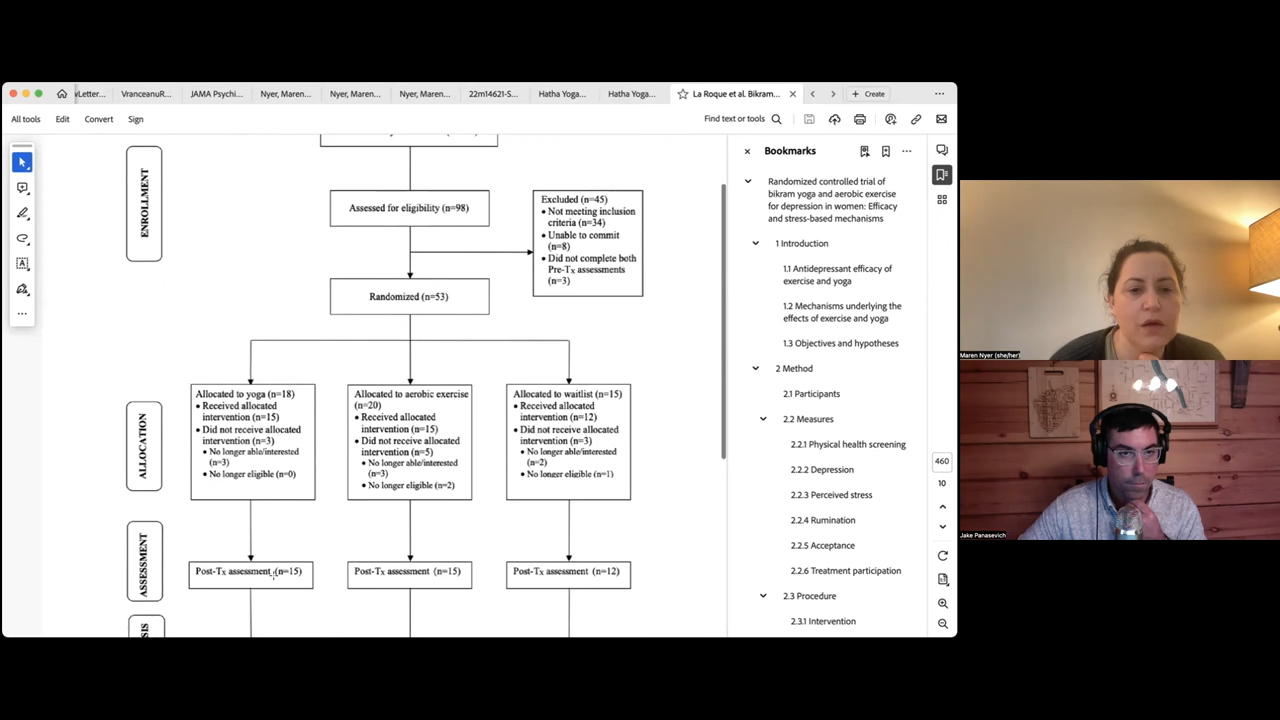 vLetter...
VranceanuR...
JAMA Psychi...
Nyer, Maren...
Nyer, Maren...
Nyer, Maren...
22m14621-S...
Hatha Yoga...
Hatha Yoga...
La Roque et al. Bikram...
Create
All tools
Edit
Convert
Sign
Find text or tools
ENROLLMENT
Assessed for eligibility (n=98)
Excluded (n=45)
• Not meeting inclusion
criteria (n=34)
• Unable to commit
(n=8)
• Did not complete both
Pre-Tx assessments
(n=3)
Randomized (n=53)
ALLOCATION
Allocated to yoga (n=18)
• Received allocated
intervention (n=15)
• Did not receive allocated
intervention (n=3)
• No longer able/interested
(n=3)
• No longer eligible (n=0)
Allocated to aerobic exercise
(n=20)
• Received allocated
intervention (n=15)
• Did not receive allocated
intervention (n=5)
• No longer able/interested
(n=3)
• No longer eligible (n=2)
Allocated to waitlist (n=15)
• Received allocated
intervention (n=12)
• Did not receive allocated
intervention (n=3)
• No longer able/interested
(n=2)
• No longer eligible (n=1)
ASSESSMENT
Post-Tx assessment (n=15)
Post-Tx assessment (n=15)
Post-Tx assessment (n=12)
SIS
Bookmarks
Randomized controlled trial of
bikram yoga and aerobic exercise
for depression in women: Efficacy
and stress-based mechanisms
1 Introduction
1.1 Antidepressant efficacy of
exercise and yoga
1.2 Mechanisms underlying the
effects of exercise and yoga
1.3 Objectives and hypotheses
2 Method
2.1 Participants
2.2 Measures
2.2.1 Physical health screening
2.2.2 Depression
2.2.3 Perceived stress
2.2.4 Rumination
2.2.5 Acceptance
2.2.6 Treatment participation
2.3 Procedure
2.3.1 Intervention
460
10
Maren Nyer (she/her)
Jake Panasevich